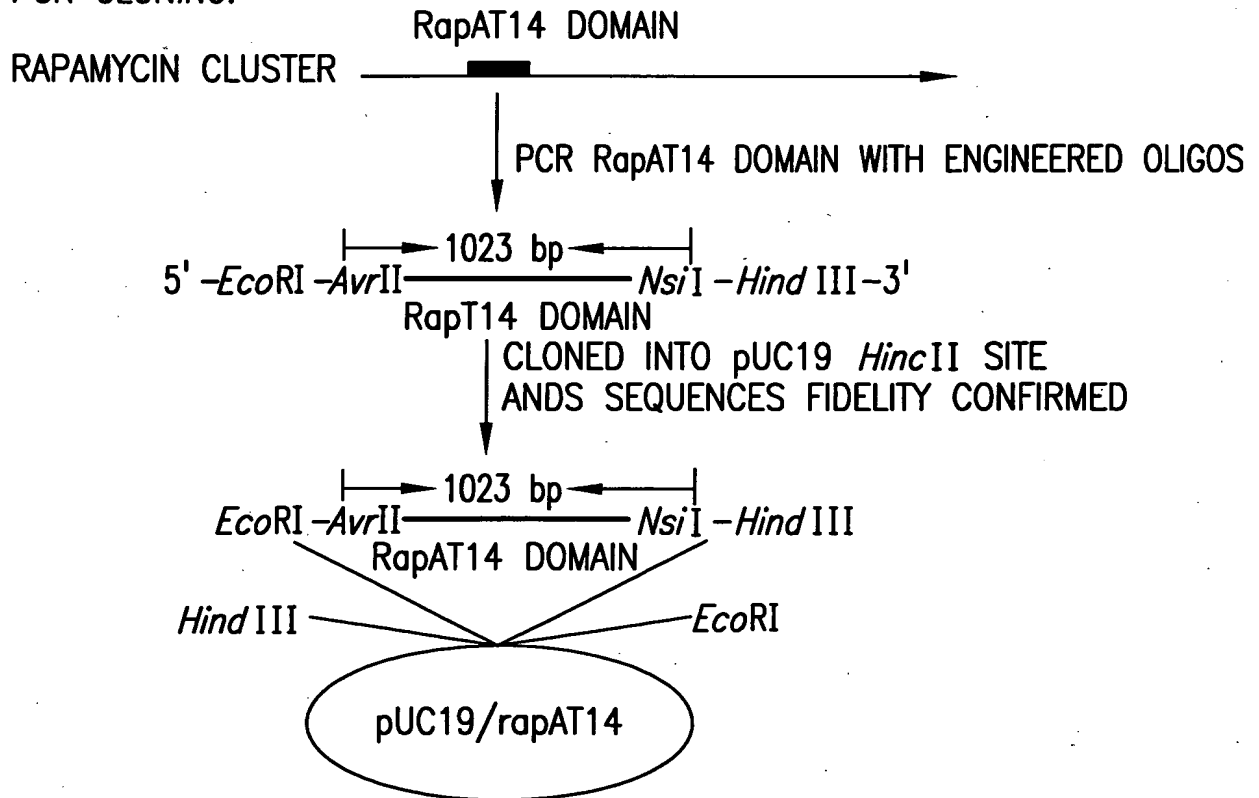 RapAT14 DOMAIN
RAPAMYCIN CLUSTER
PCR RapAT14 DOMAIN WITH ENGINEERED OLIGOS
1023 bp
5' -EcoRI -AvrII NsiI -Hind III-3'
RapT14 DOMAIN
CLONED INTO pUC19 HincII SITE
ANDS SEQUENCES FIDELITY CONFIRMED
1023 bp
EcoRI -AvrII NsiI -Hind III
RapAT14 DOMAIN
Hind III EcoRI
pUC19/rapAT14